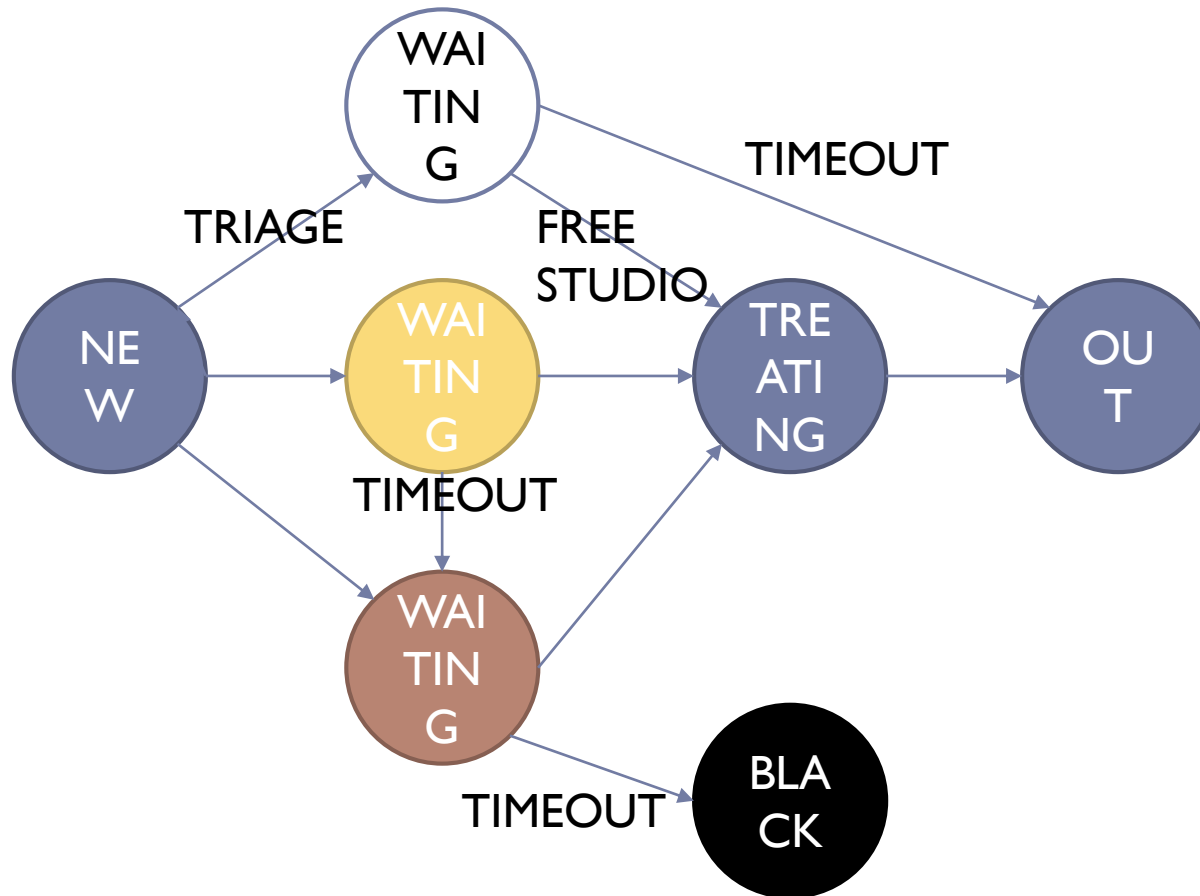 WAI
TIN
G
TIMEOUT
TRIAGE
FREE
STUDIO
NE
W
WAI
TIN
G
TRE
ATI
NG
OU
T
TIMEOUT
WAI
TIN
G
TIMEOUT
BLA
CK